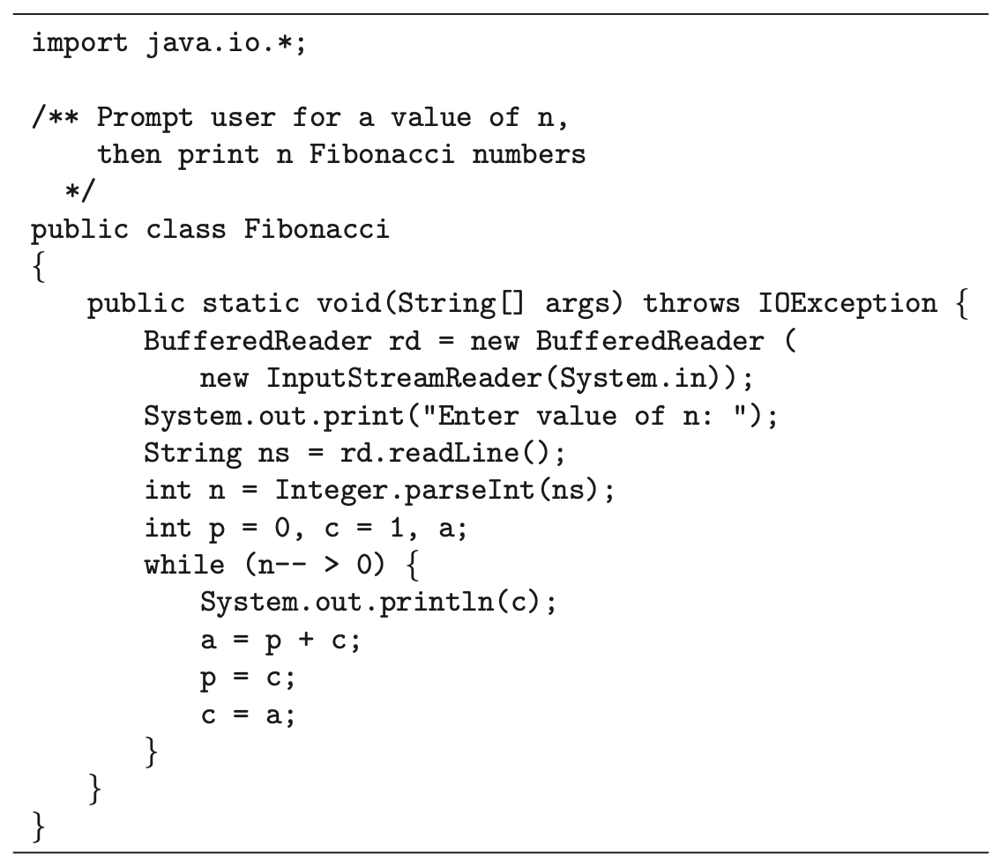 import java.io.*;

/** Prompt user for a value of n,
    then print n Fibonacci numbers
  */
public class Fibonacci
{
   public static void(String[] args) throws IOException {
      BufferedReader rd = new BufferedReader (
         new InputStreamReader(System.in));
      System.out.print("Enter value of n: ");
      String ns = rd.readLine();
      int n = Integer.parseInt(ns);
      int p = 0, c = 1, a;
      while (n-- > 0) {
         System.out.println(c);
         a = p + c;
         p = c;
         c = a;
      }
   }
}